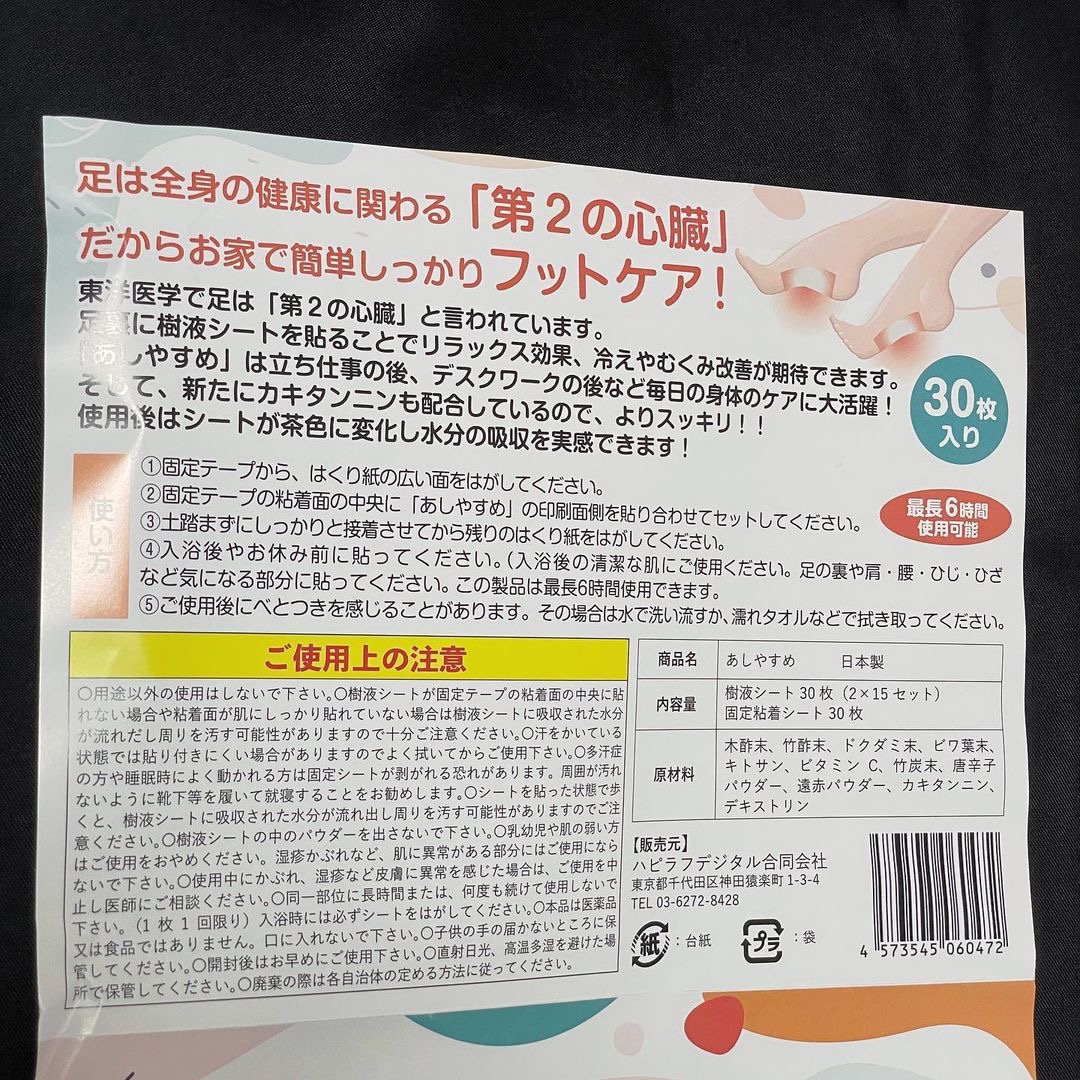 足は全身の健康に関わる「第2の心臓」
だからお家で簡単しっかりフットケア!
東洋医学で足は「第2の心臓」と言われています。
足裏に樹液シートを貼ることでリラックス効果、冷えやむくみ改善が期待できます。
「あしやすめ」は立ち仕事の後、デスクワークの後など毎日の身体のケアに大活躍!
そして、新たにカキタンニンも配合しているので、よりスッキリ!!
使用後はシートが茶色に変化し水分の吸収を実感できます!
30枚
入り
最長6時間
使用可能
使い方
①固定テープから、はくり紙の広い面をはがしてください。
②固定テープの粘着面の中央に「あしやすめ」の印刷面側を貼り合わせてセットしてください。
③土踏まずにしっかりと接着させてから残りのはくり紙をはがしてください。
④入浴後やお休み前に貼ってください。(入浴後の清潔な肌にご使用ください。足の裏や肩・腰・ひじ・ひざ
など気になる部分に貼ってください。この製品は最長6時間使用できます。
⑤ご使用後にべとつきを感じることがあります。その場合は水で洗い流すか、濡れタオルなどで拭き取ってください。
ご使用上の注意
〇用途以外の使用はしないで下さい。〇樹液シートが固定テープの粘着面の中央に貼
れない場合や粘着面が肌にしっかり貼れていない場合は樹液シートに吸収された水分
が流れだし周りを汚す可能性がありますので十分ご注意ください。〇汗をかいている
状態では貼り付きにくい場合がありますのでよく拭いてからご使用下さい。〇多汗症
の方や睡眠時によく動かれる方は固定シートが剥がれる恐れがあります。周囲が汚れ
ないように靴下等を履いて就寝することをお勧めします。〇シートを貼った状態で歩
くと、樹液シートに吸収された水分が流れ出し周りを汚す可能性がありますのでご注
意ください。〇樹液シートの中のパウダーを出さないで下さい。〇乳幼児や肌の弱い方
はご使用をおやめください。湿疹かぶれなど、肌に異常がある部分にはご使用になら
ないで下さい。〇使用中にかぶれ、湿疹など皮膚に異常を感じた場合は、ご使用を中
止し医師にご相談ください。〇同一部位に長時間または、何度も続けて使用しないで
下さい。(1枚1回限り)入浴時には必ずシートをはがしてください。〇本品は医薬品
又は食品ではありません。口に入れないで下さい。〇子供の手の届かないところに保
管してください。〇開封後はお早めにご使用下さい。〇直射日光、高温多湿を避けた場
所で保管してください。〇廃棄の際は各自治体の定める方法に従ってください。
商品名 あしやすめ 日本製
内容量 樹液シート30枚(2×15セット)
固定粘着シート30枚
原材料 木酢末、竹酢末、ドクダミ末、ビワ葉末、
キトサン、ビタミンC、竹炭末、唐辛子
パウダー、遠赤パウダー、カキタンニン、
デキストリン
【販売元】
ハピラフデジタル合同会社
東京都千代田区神田猿楽町1-3-4
TEL 03-6272-8428
紙:台紙 プラ:袋
4 573545 060472